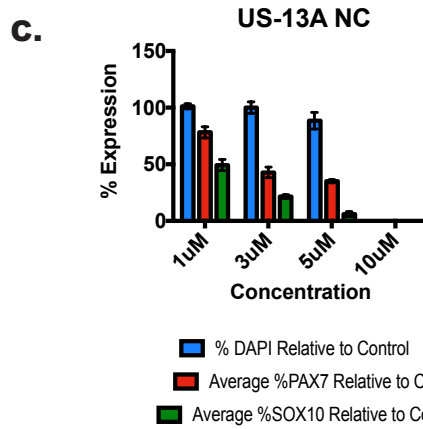 c.
US-13A NC
% Expression
150
100
50
0
1uM 3uM 5uM 10uM
Concentration
% DAPI Relative to Control
Average %PAX7 Relative to C
Average %SOX10 Relative to Co